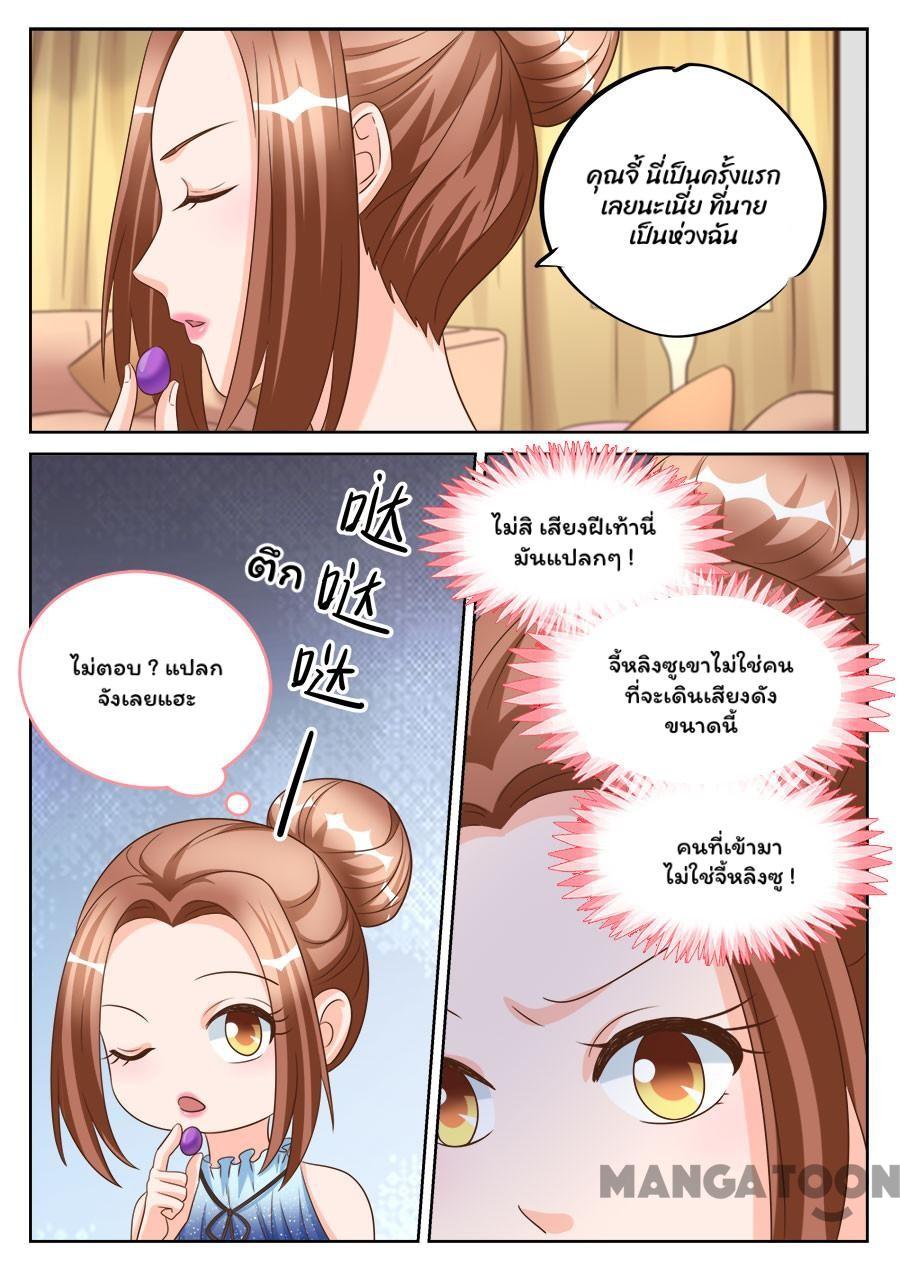 คุณจี้ นี่เป็นครั้งแรก
เลยนะเนี่ย ที่นาย
เป็นห่วงฉัน
哒
ตึก
哒
哒
ไม่ตอบ ? แปลก
จังเลยแฮะ
ไม่สิ เสียงฝีเท้านี่
มันแปลกๆ !
จี้หลิงซูเขาไม่ใช่คน
ที่จะเดินเสียงดัง
ขนาดนี้
คนที่เข้ามา
ไม่ใช่จี้หลิงซู !
MANGATOON